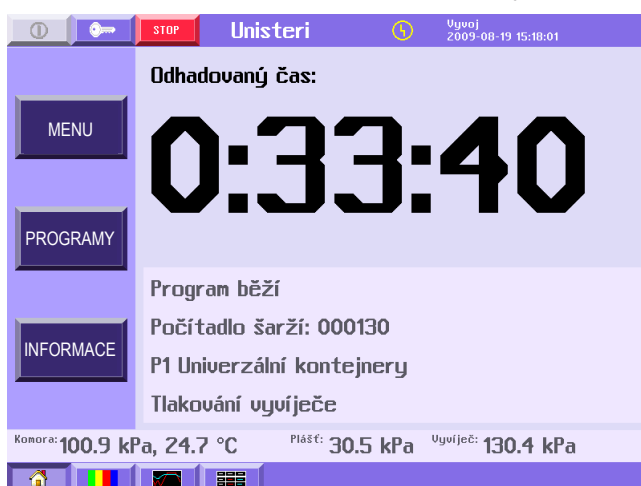 STOP Unisteri Vyvoj
2009-08-19 15:18:01
Odhadovaný čas:
0:33:40
MENU
PROGRAMY
INFORMACE
Program běží
Počítadlo šarží: 000130
P1 Univerzální kontejnery
Tlakování vyvíječe
Komora: 100.9 kPa, 24.7 °C Plášť: 30.5 kPa Vyvíječ: 130.4 kPa